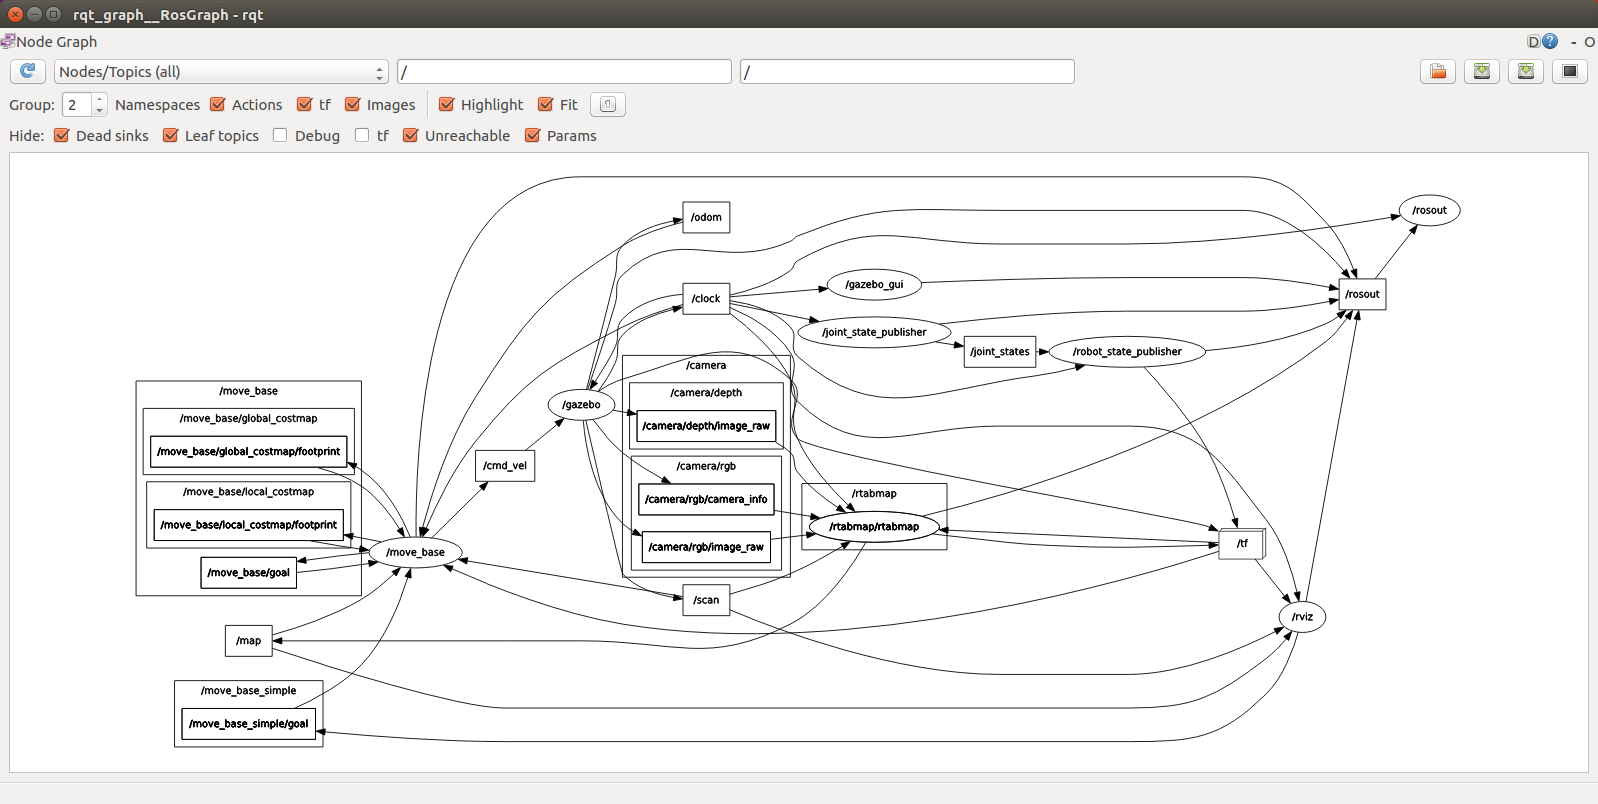 rqt_graph__RosGraph - rqt
Node Graph
D ? - O
Nodes/Topics (all) / /
Group: 2 Namespaces Actions tf Images Highlight Fit
Hide: Dead sinks Leaf topics Debug tf Unreachable Params
/odom
/rosout
/clock
/gazebo_gui
/rosout
/joint_state_publisher
/joint_states
/robot_state_publisher
/camera
/camera/depth
/camera/depth/image_raw
/gazebo
/move_base
/move_base/global_costmap
/move_base/global_costmap/footprint
/cmd_vel
/camera/rgb
/camera/rgb/camera_info
/camera/rgb/image_raw
/rtabmap
/rtabmap/rtabmap
/move_base/local_costmap
/move_base/local_costmap/footprint
/move_base
/move_base/goal
/tf
/scan
/rviz
/map
/move_base_simple
/move_base_simple/goal